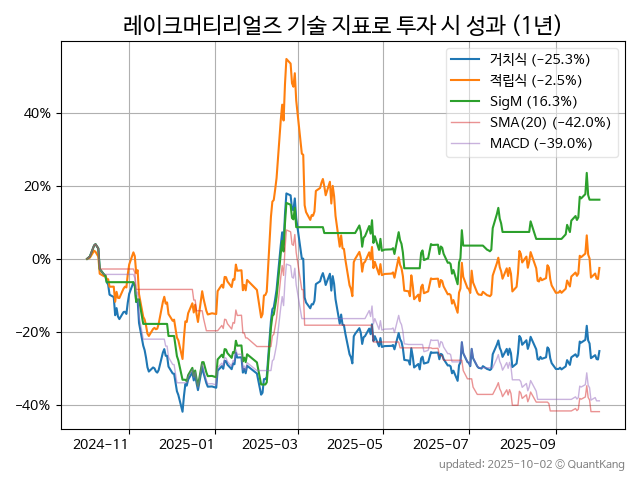 레이크머티리얼즈 기술 지표로 투자 시 성과 (1년)
거치식 (-25.3%)
적립식 (-2.5%)
SigM (16.3%)
SMA(20) (-42.0%)
MACD (-39.0%)
40%
20%
0%
−20%
−40%
2024-11
2025-01
2025-03
2025-05
2025-07
2025-09
updated: 2025-10-02 © QuantKang